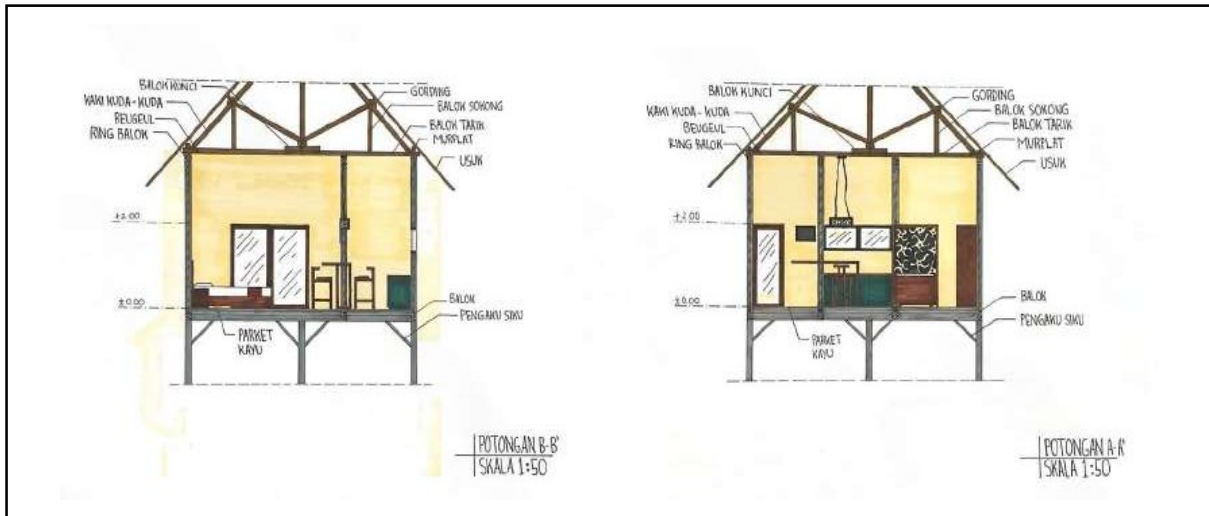 BALOK KUNCI
KAKI KUDA-KUDA
BEUGEUL
RING BALOK
GORDING
BALOK SOKONG
BALOK TARIK
MURPLAT
USUK
±2.00
±0.00
BALOK
PENGAKU SIKU
PARKET
KAYU
POTONGAN B-B'
SKALA 1:50
BALOK KUNCI
KAKI KUDA-KUDA
BEUGEUL
RING BALOK
GORDING
BALOK SOKONG
BALOK TARIK
MURPLAT
USUK
+2.00
±0.00
BALOK
PENGAKU SIKU
PARKET
KAYU
POTONGAN A-A'
SKALA 1:50